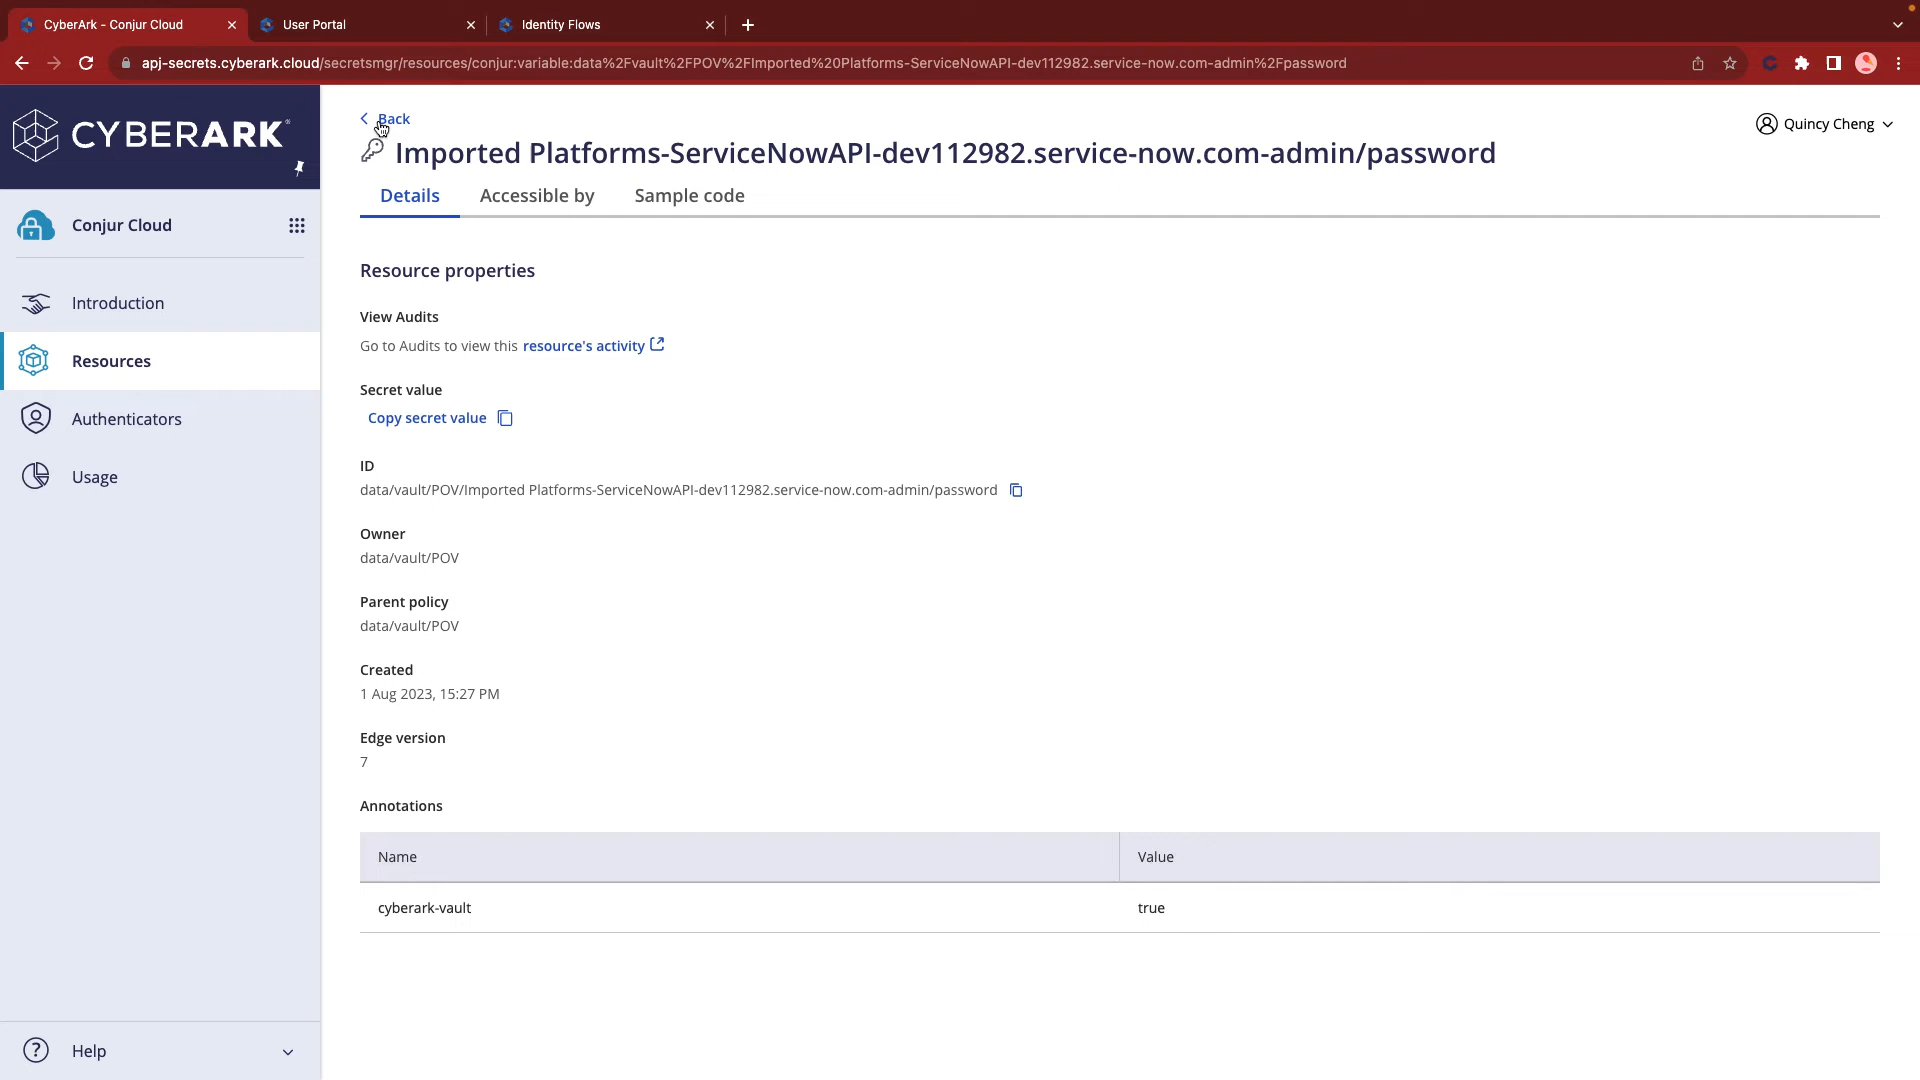 CyberArk - Conjur Cloud
User Portal
Identity Flows
apj-secrets.cyberark.cloud/secretsmgr/resources/conjur:variable:data%2Fvault%2FPOV%2FImported%20Platforms-ServiceNowAPI-dev112982.service-now.com-admin%2Fpassword
CYBERARK®
Back
Quincy Cheng
Imported Platforms-ServiceNowAPI-dev112982.service-now.com-admin/password
Details
Accessible by
Sample code
Conjur Cloud
Introduction
Resources
Authenticators
Usage
Help
Resource properties
View Audits
Go to Audits to view this resource's activity
Secret value
Copy secret value
ID
data/vault/POV/Imported Platforms-ServiceNowAPI-dev112982.service-now.com-admin/password
Owner
data/vault/POV
Parent policy
data/vault/POV
Created
1 Aug 2023, 15:27 PM
Edge version
7
Annotations
Name
Value
cyberark-vault
true